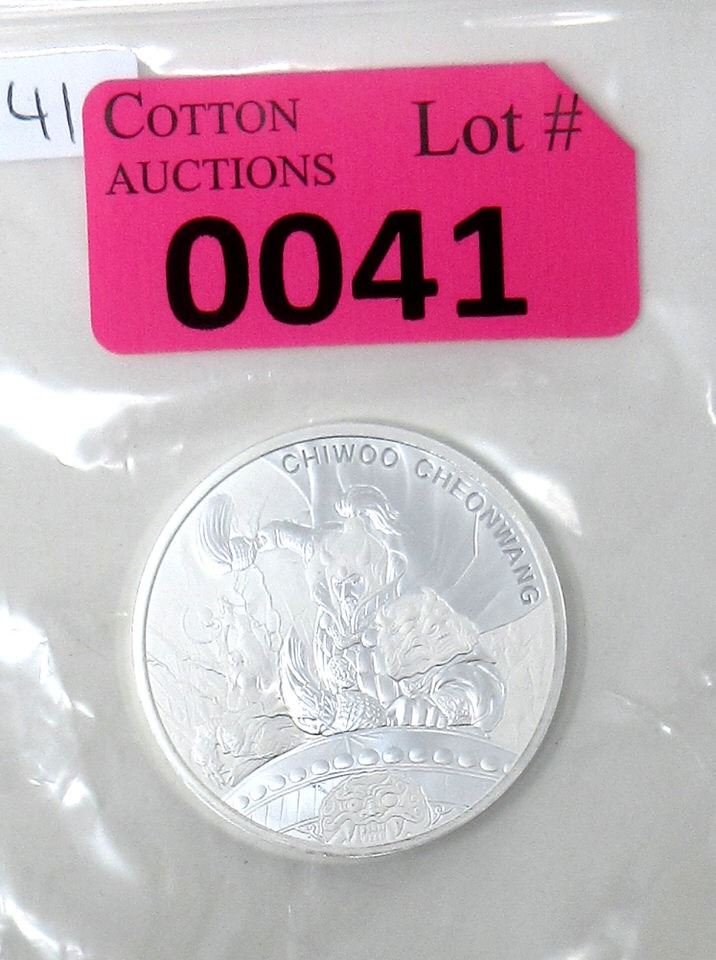 41
COTTON
AUCTIONS
Lot #
0041
CHIWOO CHEONWANG